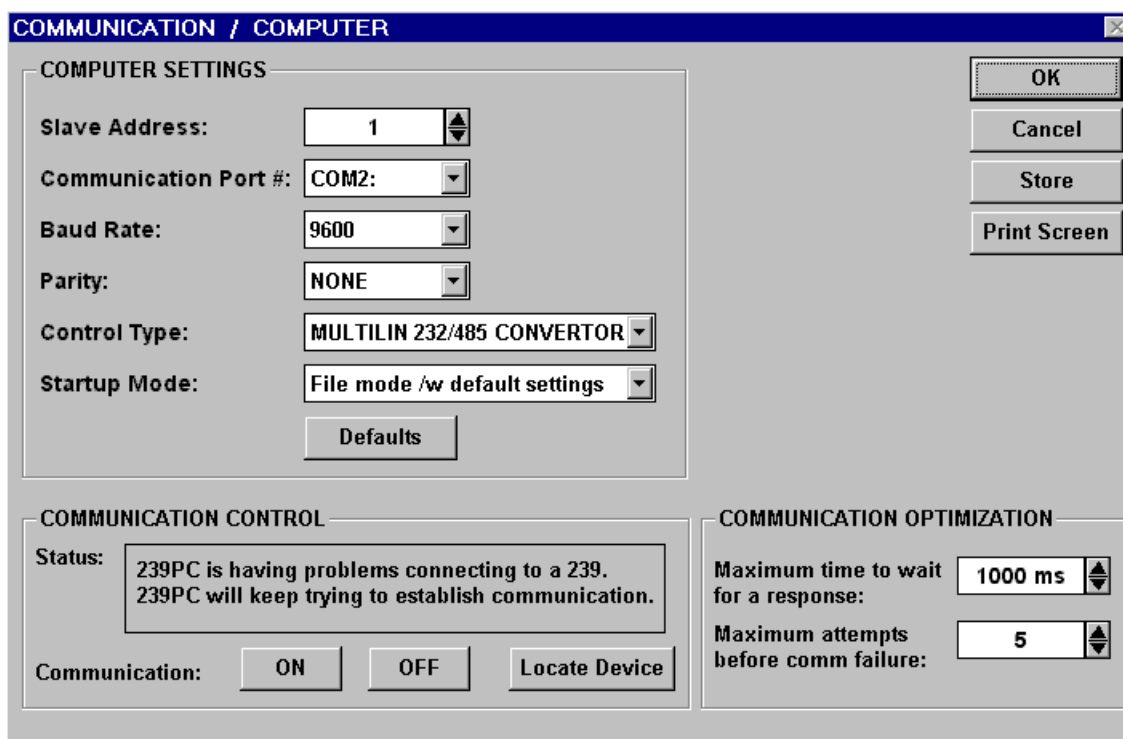 COMMUNICATION / COMPUTER
COMPUTER SETTINGS
Slave Address: 1
Communication Port #: COM2:
Baud Rate: 9600
Parity: NONE
Control Type: MULTILIN 232/485 CONVERTOR
Startup Mode: File mode /w default settings
Defaults
OK
Cancel
Store
Print Screen
COMMUNICATION CONTROL
Status:
239PC is having problems connecting to a 239.
239PC will keep trying to establish communication.
Communication: ON OFF Locate Device
COMMUNICATION OPTIMIZATION
Maximum time to wait
for a response:
1000 ms
Maximum attempts
before comm failure:
5